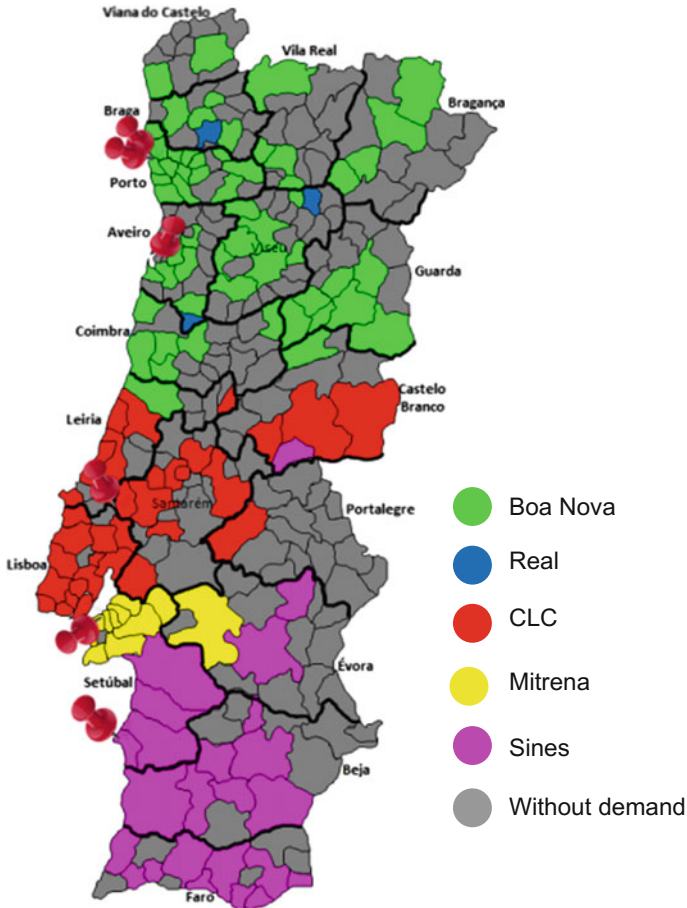 Viana do Castelo
Vila Real
Bragança
Braga
Porto
Aveiro
Viseu
Guarda
Coimbra
Castelo
Branco
Leiria
Santarém
Portalegre
Lisboa
Setúbal
Évora
Beja
Faro
Boa Nova
Real
CLC
Mitrena
Sines
Without demand